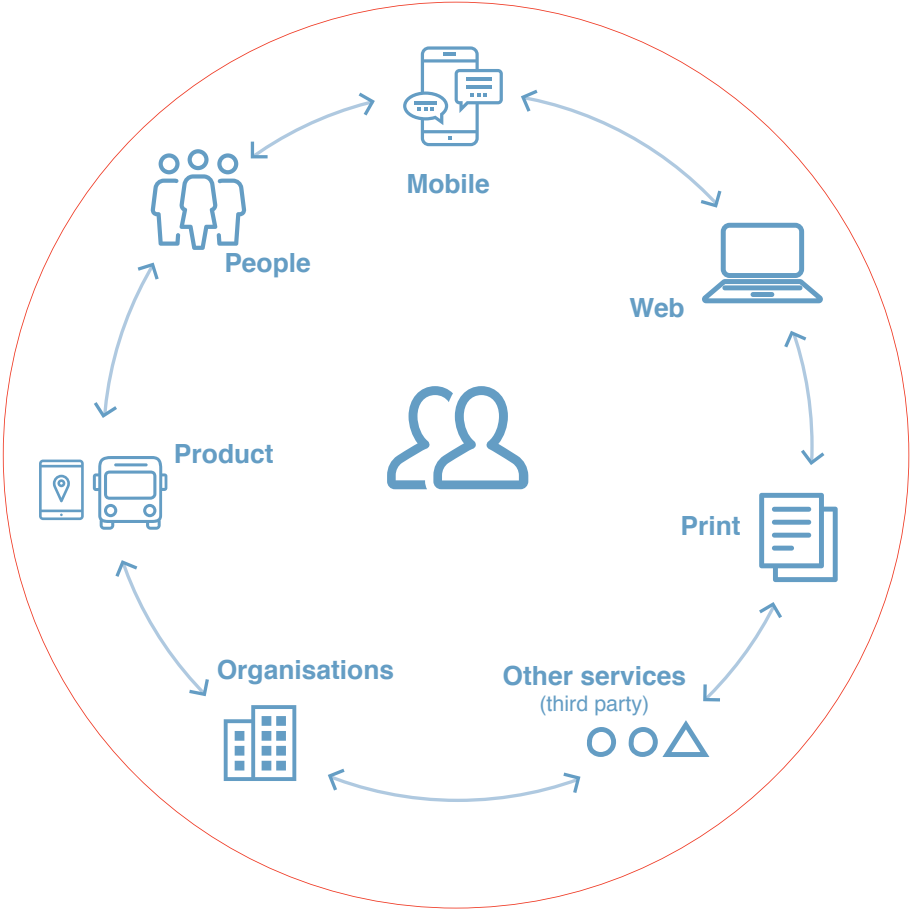 Mobile
People
Web
Product
Print
Organisations
Other services
(third party)